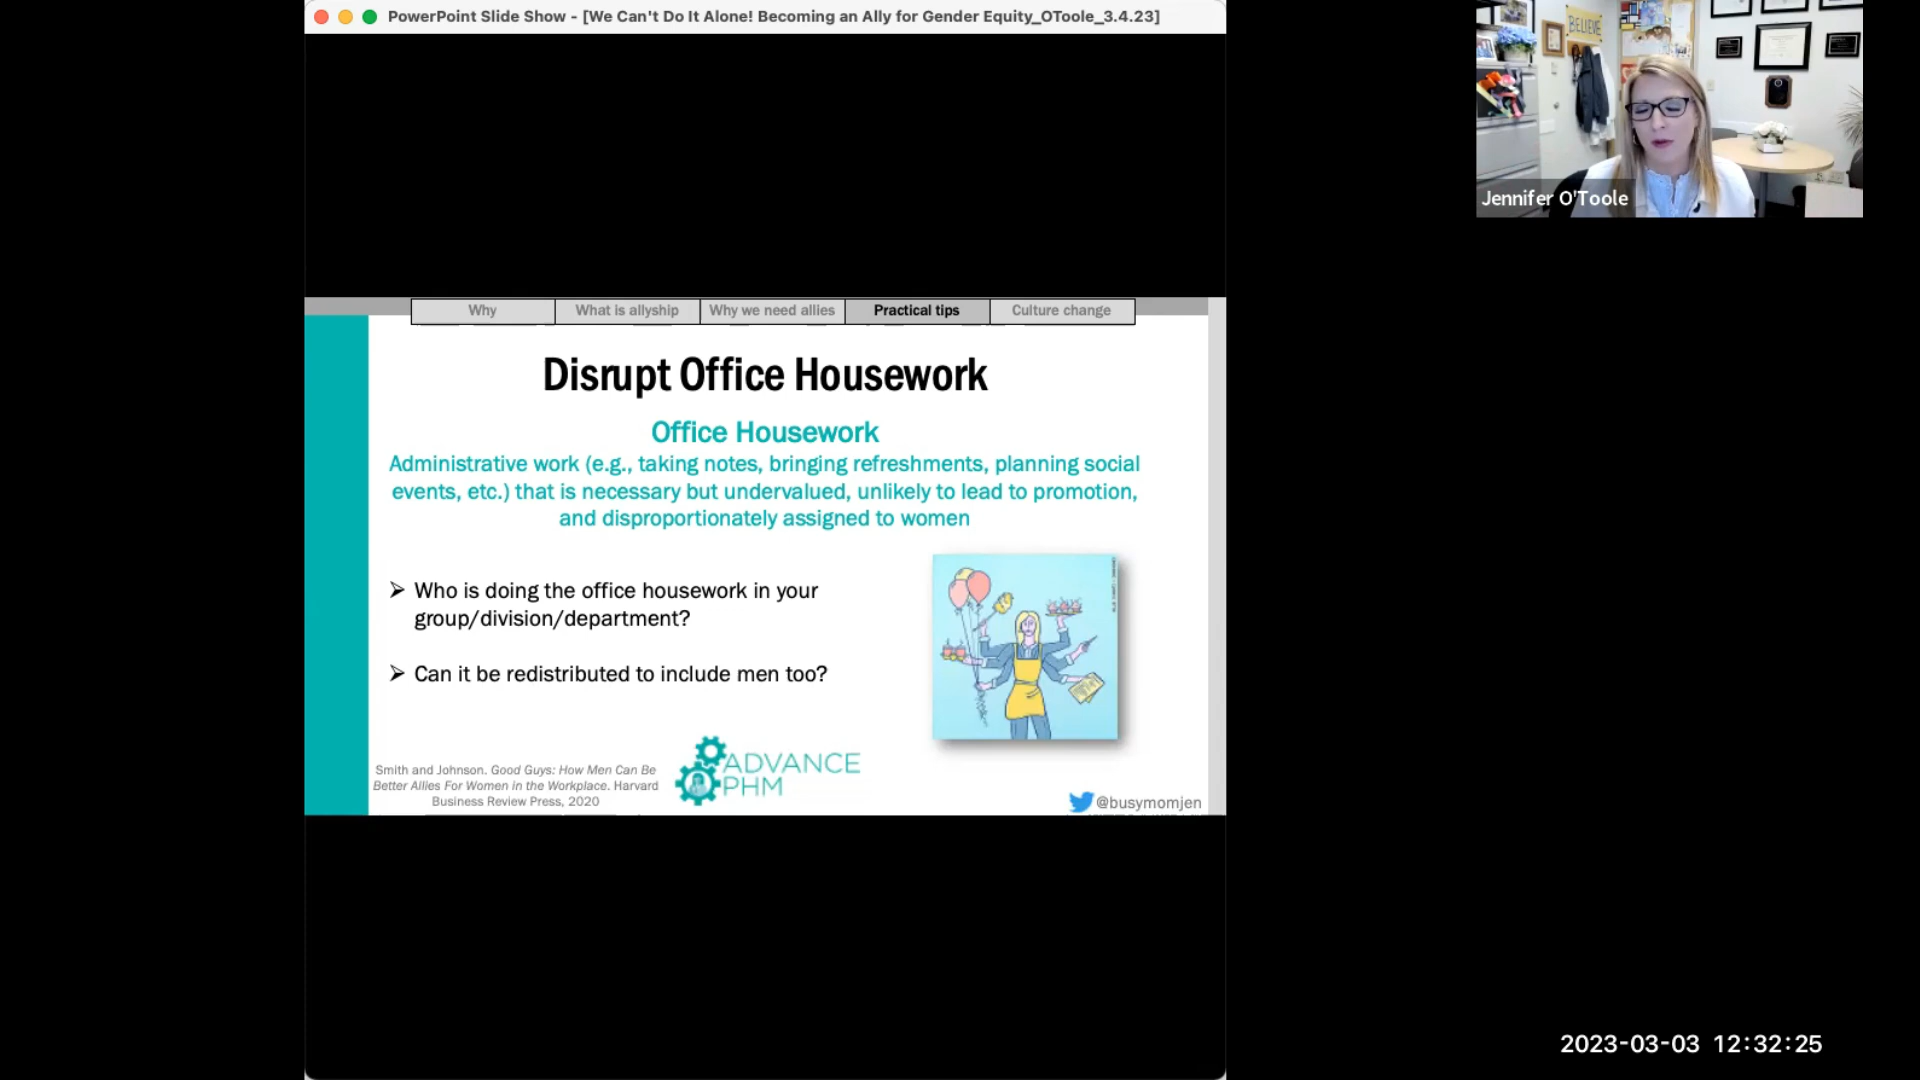 PowerPoint Slide Show - [We Can't Do It Alone! Becoming an Ally for Gender Equity_OToole_3.4.23]
BELIEVE
Jennifer O'Toole
Why
What is allyship
Why we need allies
Practical tips
Culture change
Disrupt Office Housework
Office Housework
Administrative work (e.g., taking notes, bringing refreshments, planning social
events, etc.) that is necessary but undervalued, unlikely to lead to promotion,
and disproportionately assigned to women
➢ Who is doing the office housework in your
group/division/department?
➢ Can it be redistributed to include men too?
Smith and Johnson. Good Guys: How Men Can Be
Better Allies For Women in the Workplace. Harvard
Business Review Press, 2020
ADVANCE
PHM
@busymomjen
2023-03-03 12:32:25